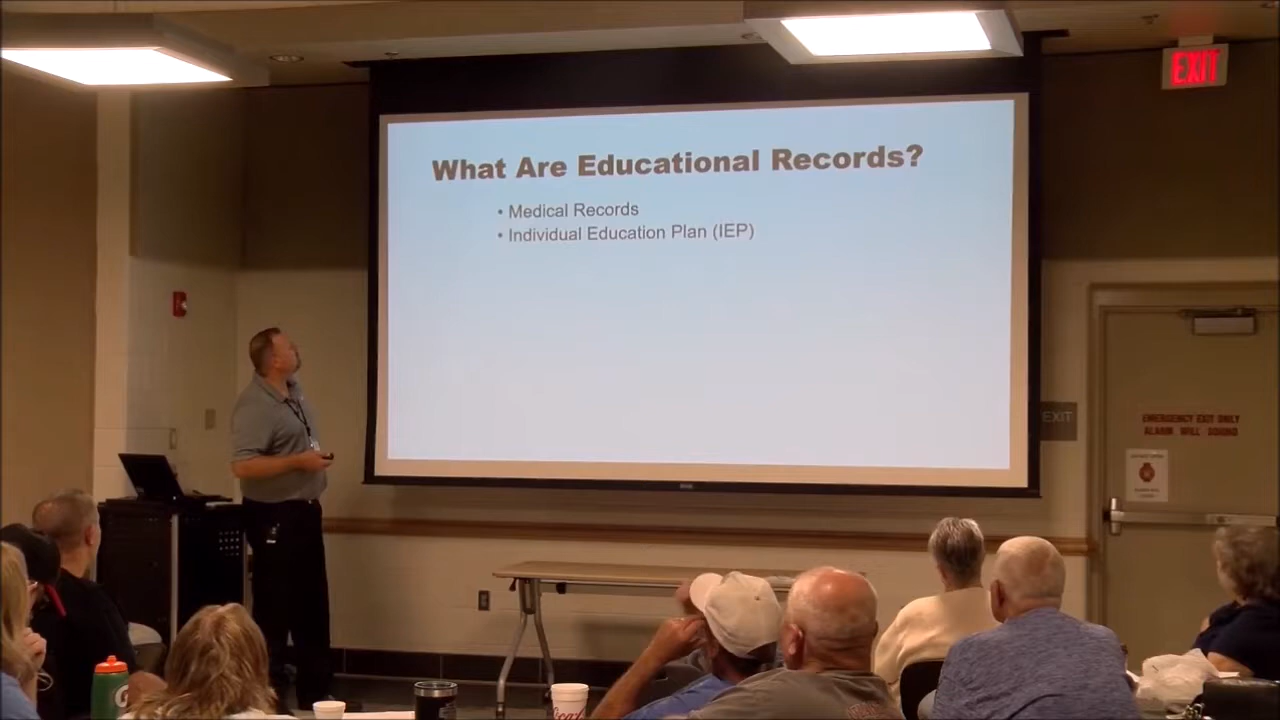 EXIT
What Are Educational Records?
• Medical Records
• Individual Education Plan (IEP)
EXIT
EMERGENCY EXIT ONLY
ALARM WILL SOUND